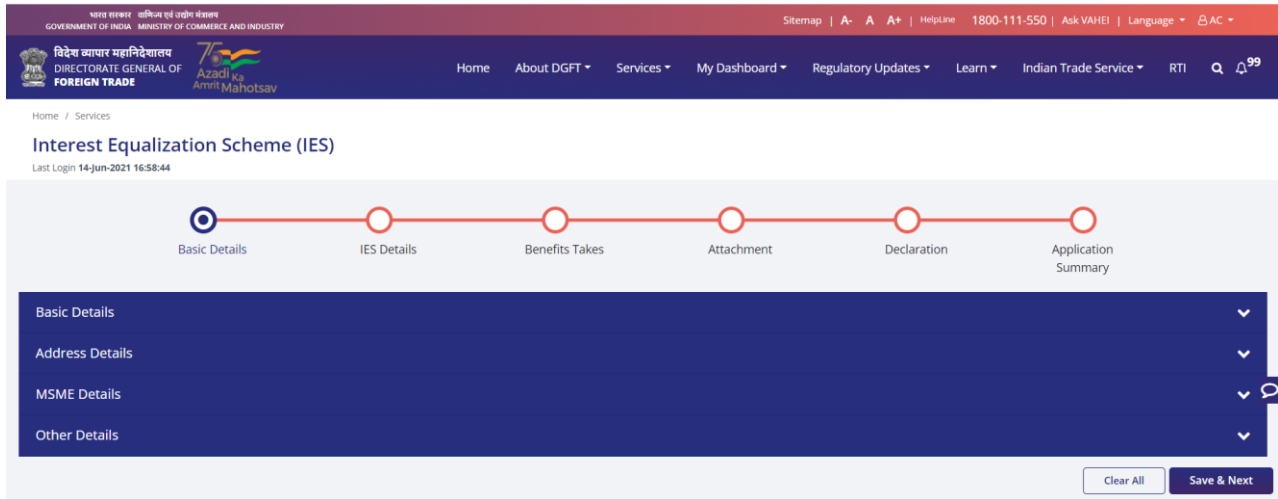 भारत सरकार वाणिज्य एवं उद्योग मंत्रालय
GOVERNMENT OF INDIA MINISTRY OF COMMERCE AND INDUSTRY
Sitemap | A- A A+ | HelpLine 1800-111-550 | Ask VAHEI | Language AC
विदेश व्यापार महानिदेशालय
DIRECTORATE GENERAL OF
FOREIGN TRADE
75
Azadi Ka
Amrit Mahotsav
Home About DGFT Services My Dashboard Regulatory Updates Learn Indian Trade Service RTI 99
Home / Services
Interest Equalization Scheme (IES)
Last Login 14-Jun-2021 16:58:44
Basic Details IES Details Benefits Takes Attachment Declaration Application
Summary
Basic Details
Address Details
MSME Details
Other Details
Clear All Save & Next